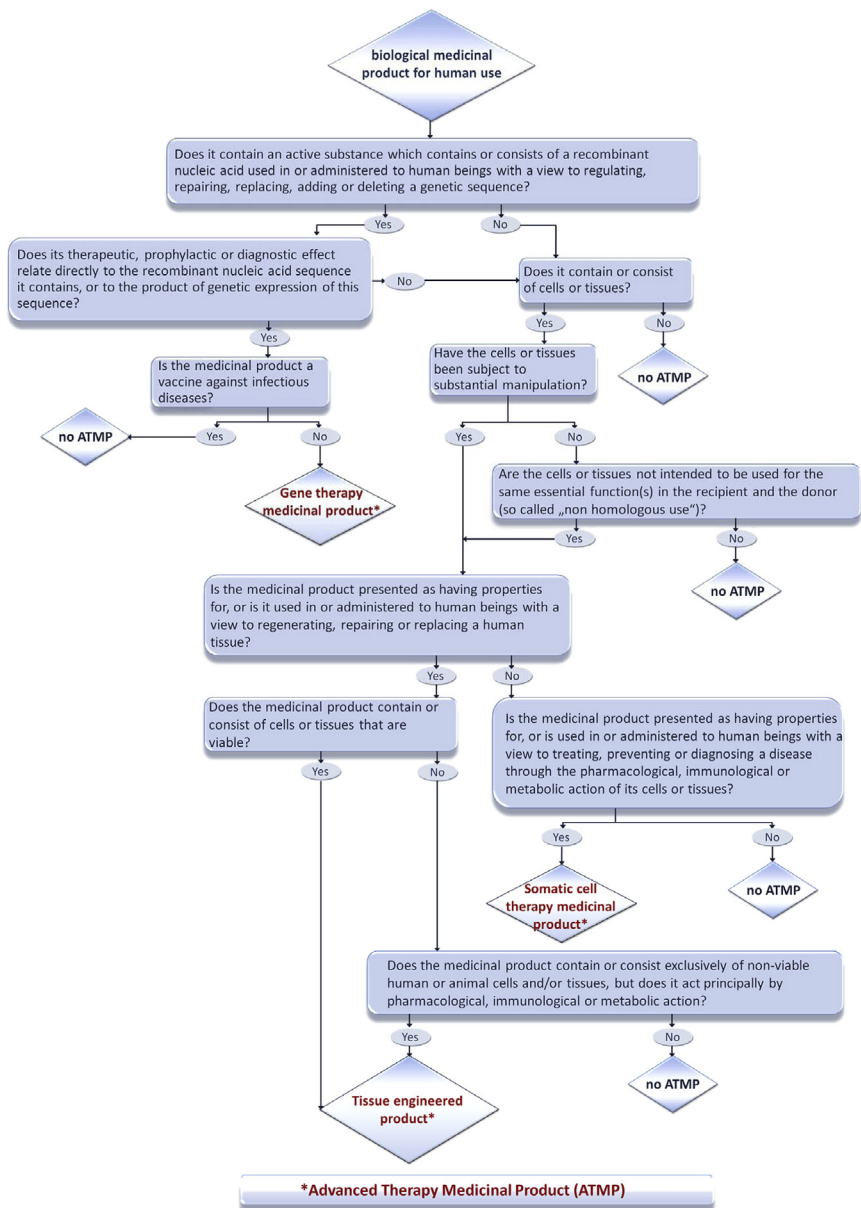 biological medicinal
product for human use
Does it contain an active substance which contains or consists of a recombinant
nucleic acid used in or administered to human beings with a view to regulating,
repairing, replacing, adding or deleting a genetic sequence?
Yes
No
Does its therapeutic, prophylactic or diagnostic effect
relate directly to the recombinant nucleic acid sequence
it contains, or to the product of genetic expression of this
sequence?
No
Does it contain or consist
of cells or tissues?
Yes
Yes
No
Is the medicinal product a
vaccine against infectious
diseases?
Have the cells or tissues
been subject to
substantial manipulation?
no ATMP
no ATMP
Yes
No
Yes
No
Gene therapy
medicinal product*
Are the cells or tissues not intended to be used for the
same essential function(s) in the recipient and the donor
(so called „non homologous use“)?
Yes
No
no ATMP
Is the medicinal product presented as having properties
for, or is it used in or administered to human beings with a
view to regenerating, repairing or replacing a human
tissue?
Yes
No
Does the medicinal product contain or
consist of cells or tissues that are
viable?
Is the medicinal product presented as having properties
for, or is used in or administered to human beings with a
view to treating, preventing or diagnosing a disease
through the pharmacological, immunological or
metabolic action of its cells or tissues?
Yes
No
Yes
No
Somatic cell
therapy medicinal
product*
no ATMP
Does the medicinal product contain or consist exclusively of non-viable
human or animal cells and/or tissues, but does it act principally by
pharmacological, immunological or metabolic action?
Yes
No
no ATMP
Tissue engineered
product*
*Advanced Therapy Medicinal Product (ATMP)